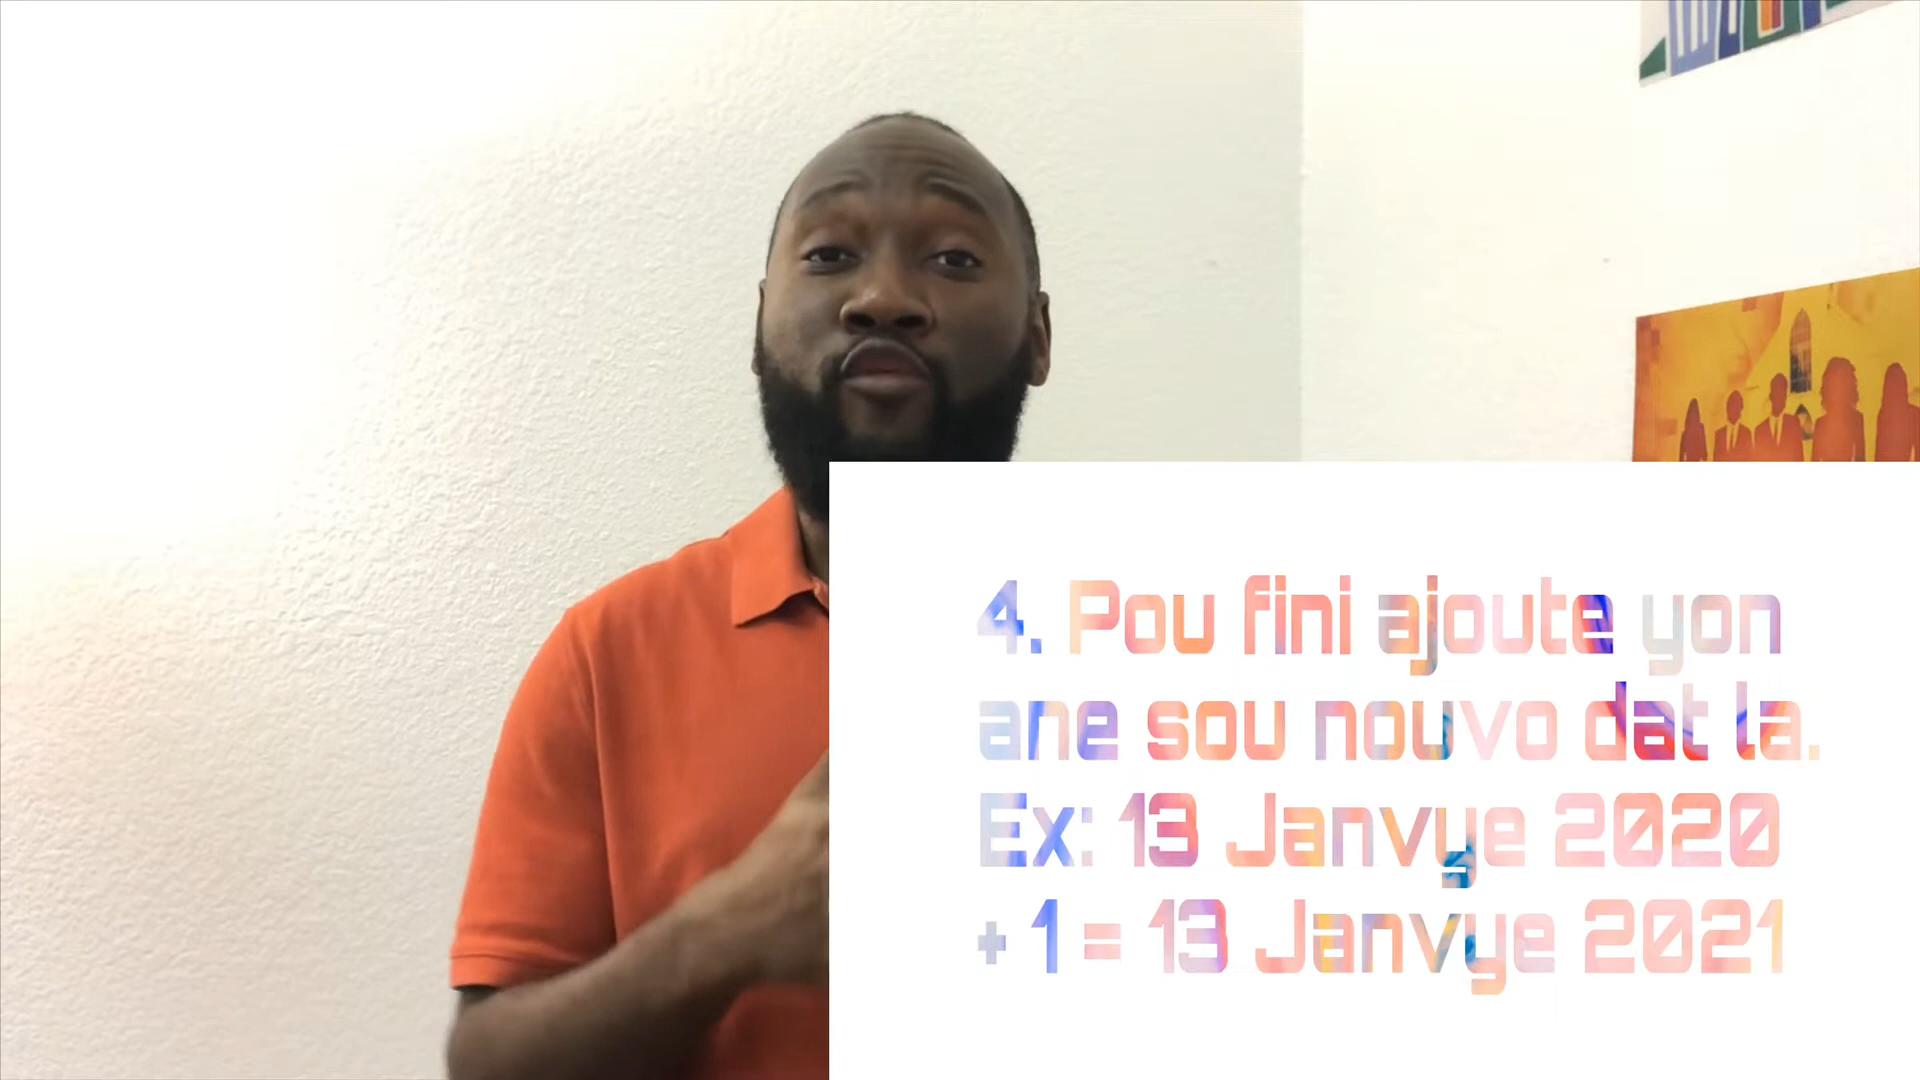 4. Pou fini ajoute yon
ane sou nouvo dat la.
Ex: 13 Janvye 2020
+ 1 = 13 Janvye 2021